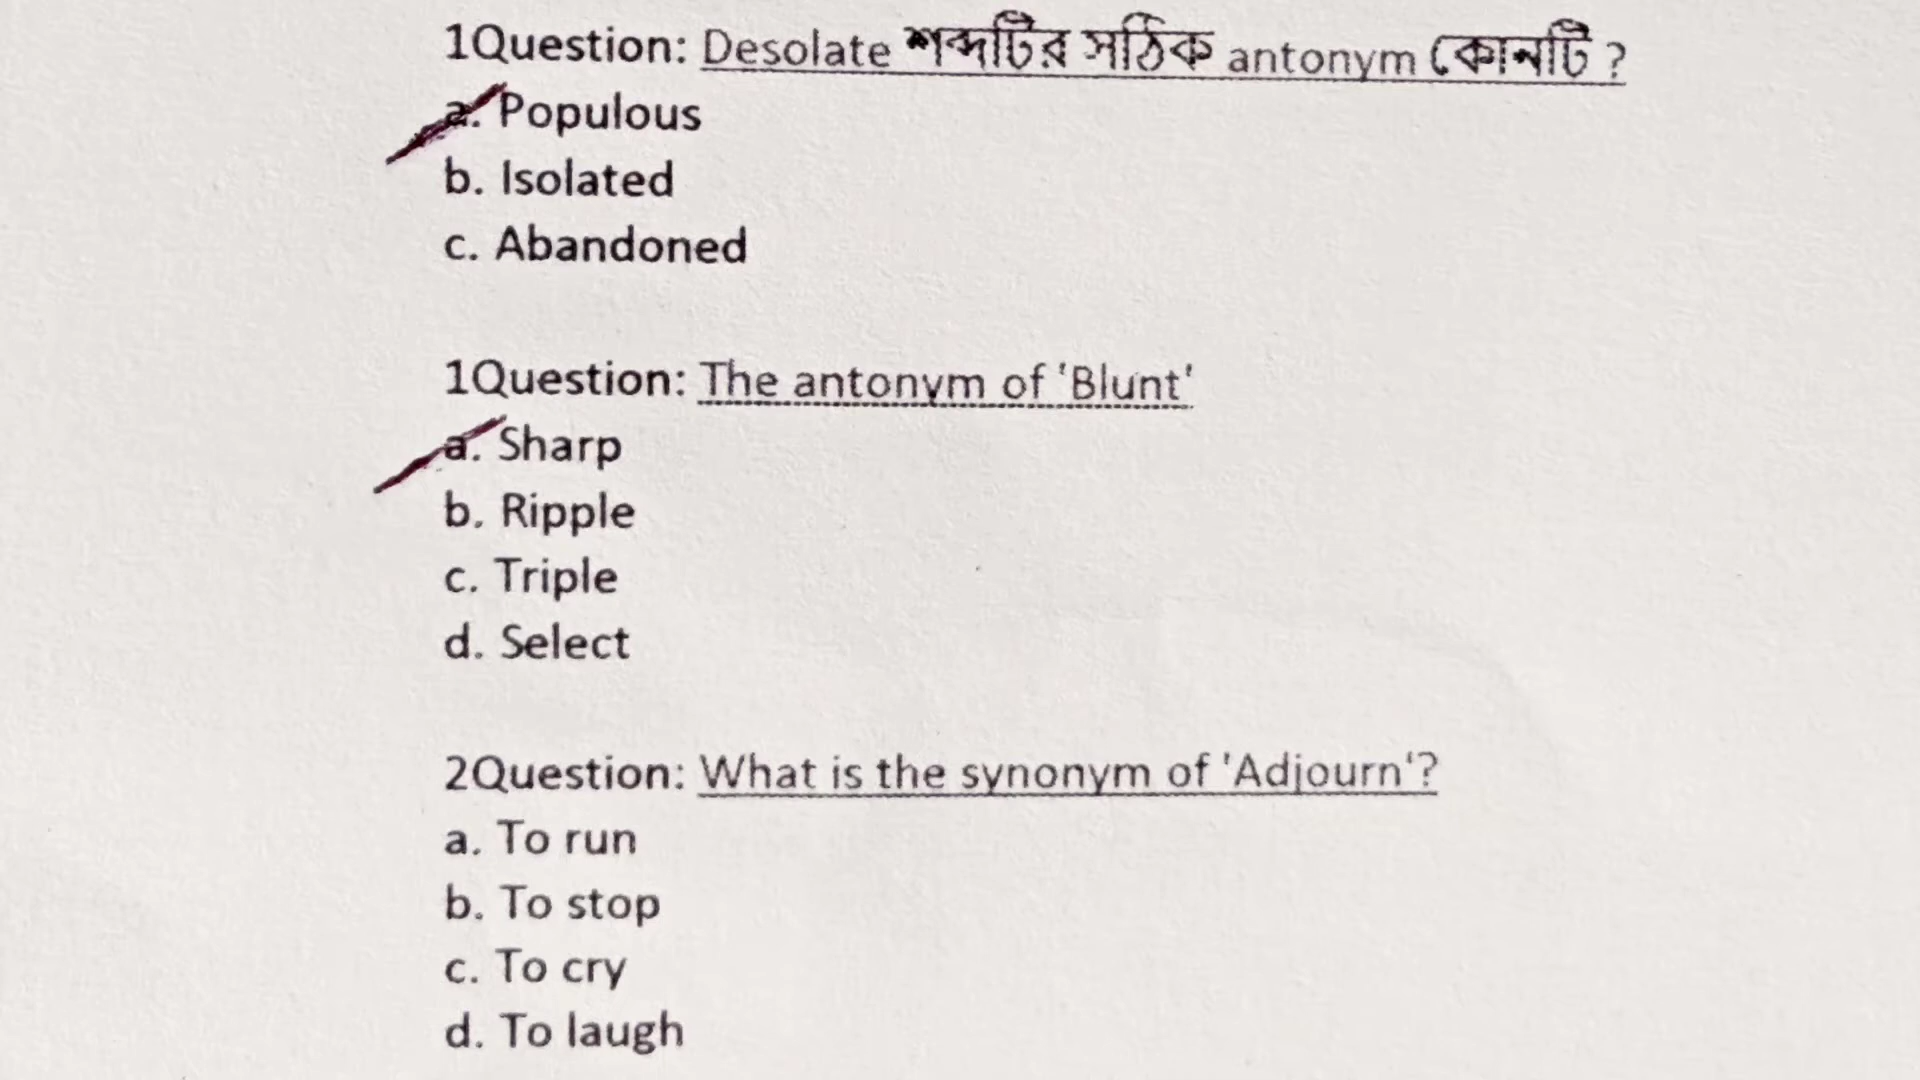 1Question: Desolate শব্দটির সঠিক antonym কোনটি ?
a. Populous
b. Isolated
c. Abandoned
1Question: The antonym of 'Blunt'
a. Sharp
b. Ripple
c. Triple
d. Select
2Question: What is the synonym of 'Adjourn'?
a. To run
b. To stop
c. To cry
d. To laugh